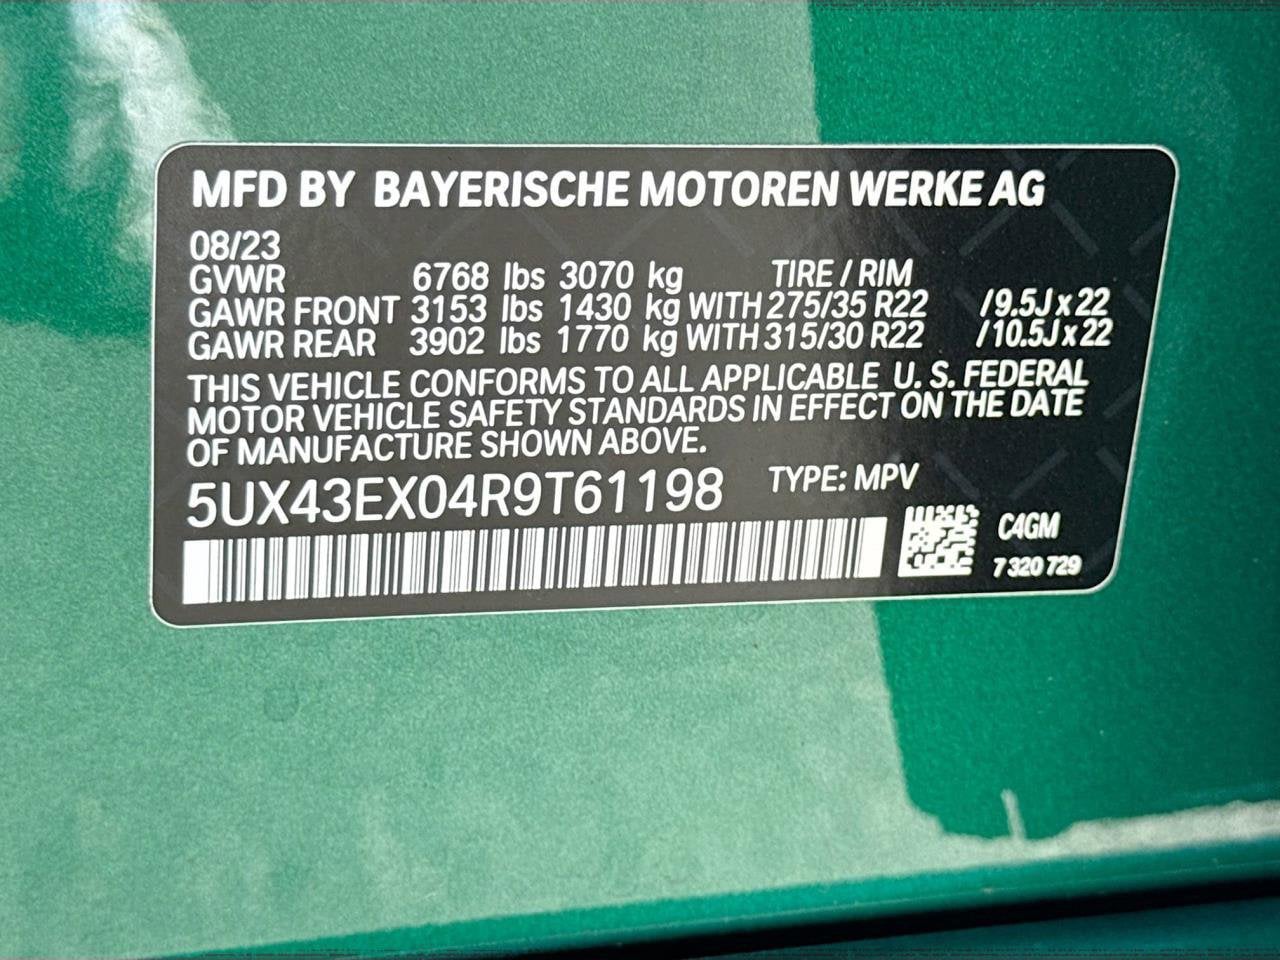 MFD BY BAYERISCHE MOTOREN WERKE AG
08/23
GVWR 6768 lbs 3070 kg TIRE / RIM
GAWR FRONT 3153 lbs 1430 kg WITH 275/35 R22 /9.5J x 22
GAWR REAR 3902 lbs 1770 kg WITH 315/30 R22 /10.5J x 22
THIS VEHICLE CONFORMS TO ALL APPLICABLE U. S. FEDERAL
MOTOR VEHICLE SAFETY STANDARDS IN EFFECT ON THE DATE
OF MANUFACTURE SHOWN ABOVE.
5UX43EX04R9T61198 TYPE: MPV
C4GM
7 320 729